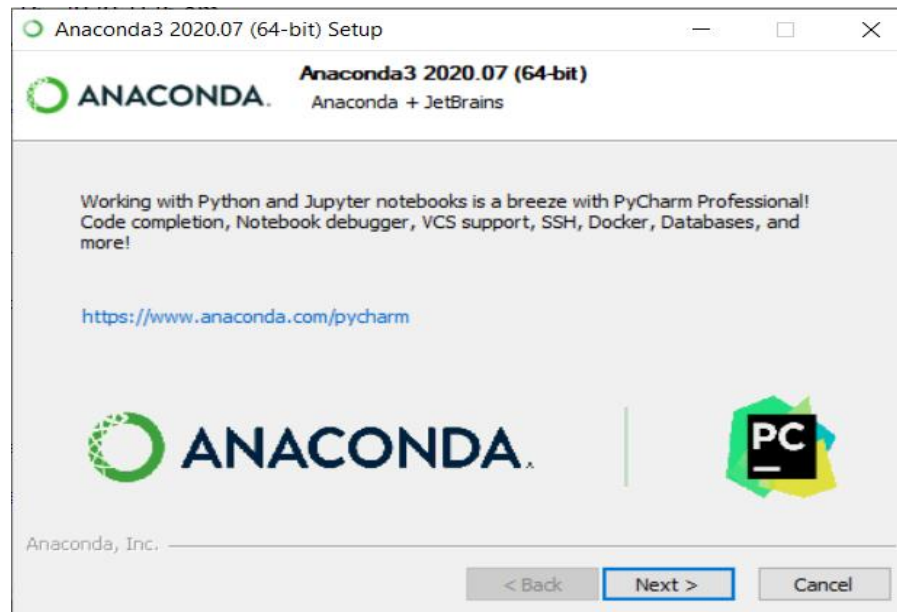 Anaconda3 2020.07 (64-bit) Setup
ANACONDA.
Anaconda3 2020.07 (64-bit)
Anaconda + JetBrains
Working with Python and Jupyter notebooks is a breeze with PyCharm Professional!
Code completion, Notebook debugger, VCS support, SSH, Docker, Databases, and
more!
https://www.anaconda.com/pycharm
ANACONDA.
PC
Anaconda, Inc.
< Back
Next >
Cancel